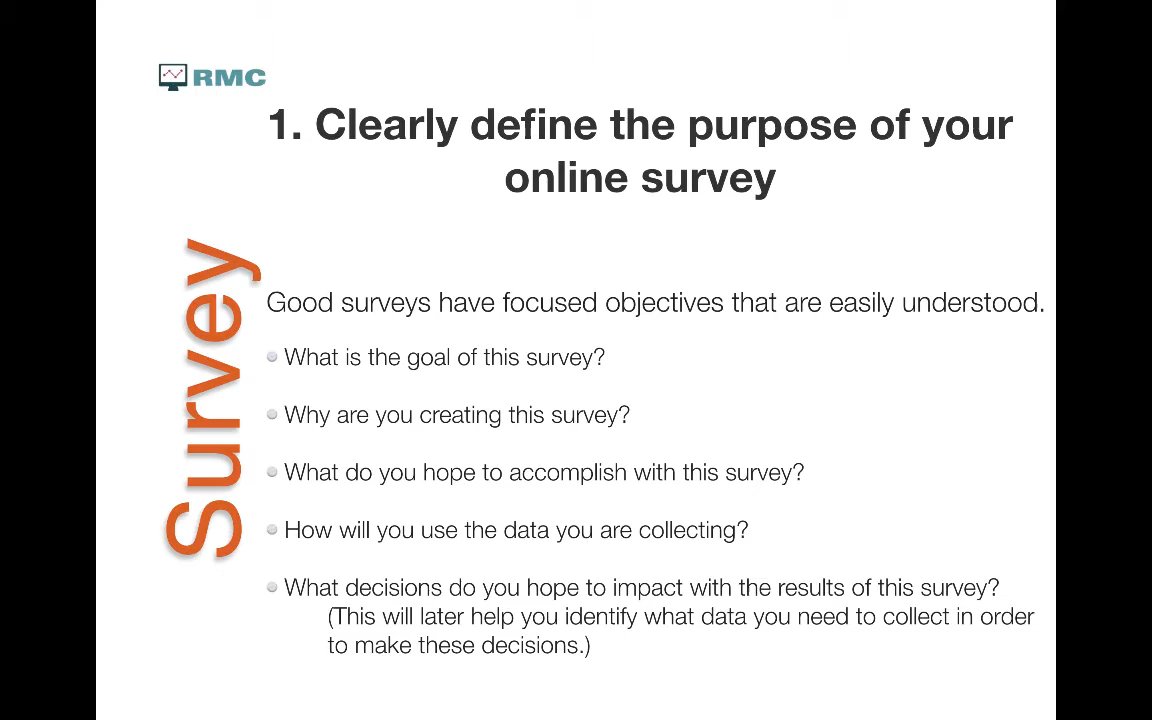 RMC
1. Clearly define the purpose of your
online survey
Survey
Good surveys have focused objectives that are easily understood.
What is the goal of this survey?
Why are you creating this survey?
What do you hope to accomplish with this survey?
How will you use the data you are collecting?
What decisions do you hope to impact with the results of this survey?
(This will later help you identify what data you need to collect in order
to make these decisions.)